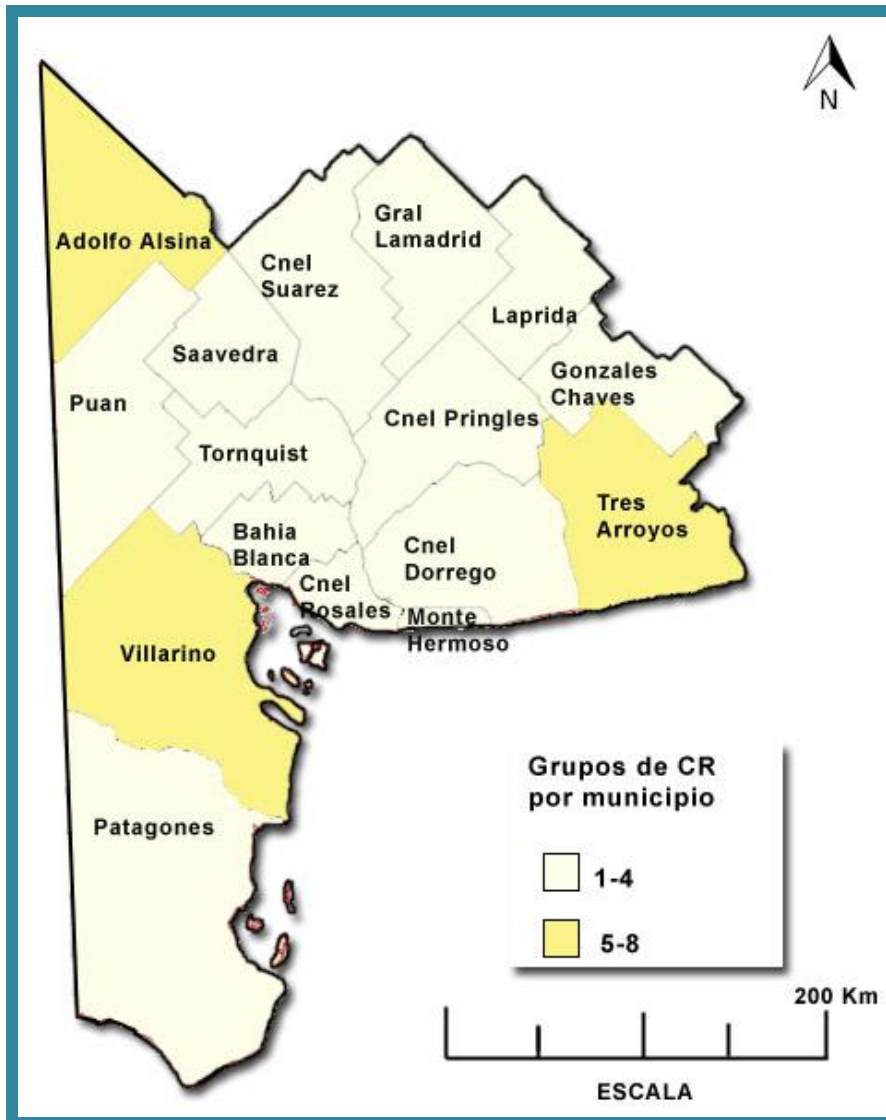 N
Adolfo Alsina
Gral
Lamadrid
Cnel
Suarez
Laprida
Saavedra
Gonzales
Chaves
Puan
Cnel Pringles
Tornquist
Tres
Arroyos
Bahia
Blanca
Cnel
Dorrego
Cnel
Rosales
Monte
Hermoso
Villarino
Patagones
Grupos de CR
por municipio
1-4
5-8
200 Km
ESCALA